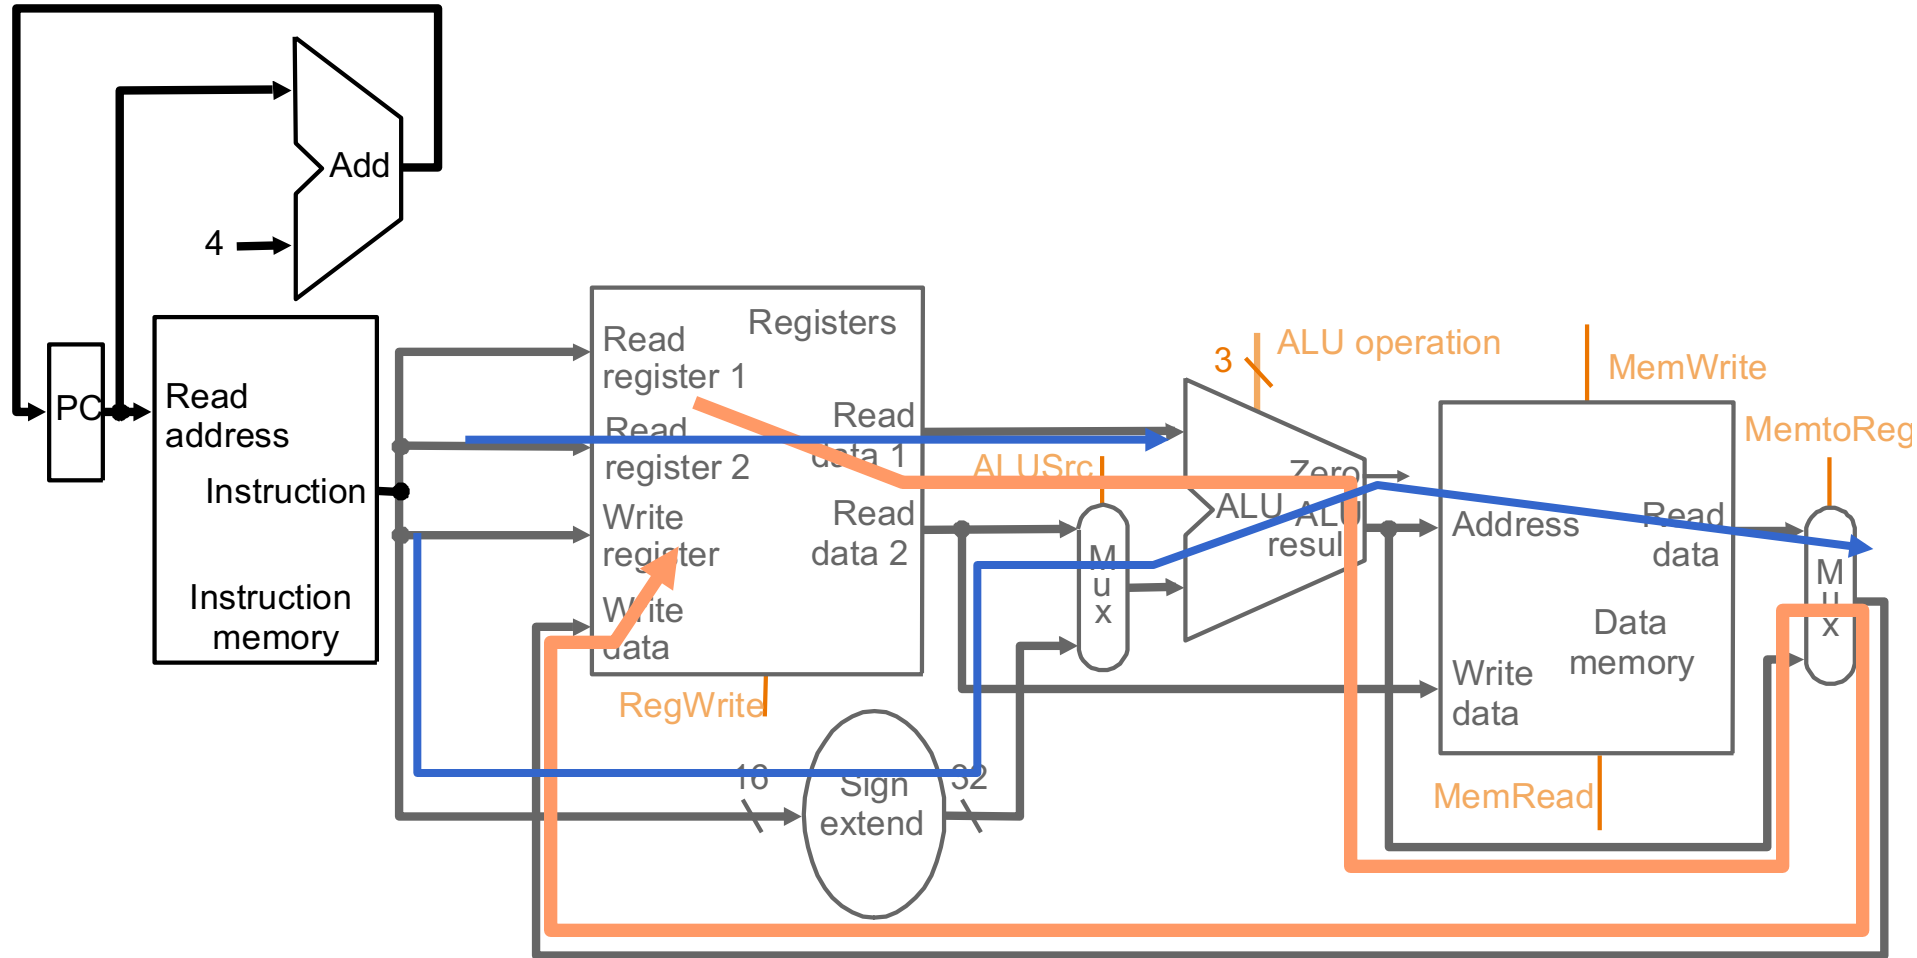 Add
4
PC
Read
address
Instruction
Instruction
memory
Registers
Read
register 1
Read
register 2
Write
register
Write
data
Read
data 1
Read
data 2
RegWrite
16
Sign
extend
32
ALUSrc
M
u
x
3
ALU operation
Zero
ALU
ALU
result
MemWrite
Address
Read
data
Data
memory
Write
data
MemRead
MemtoReg
M
u
x